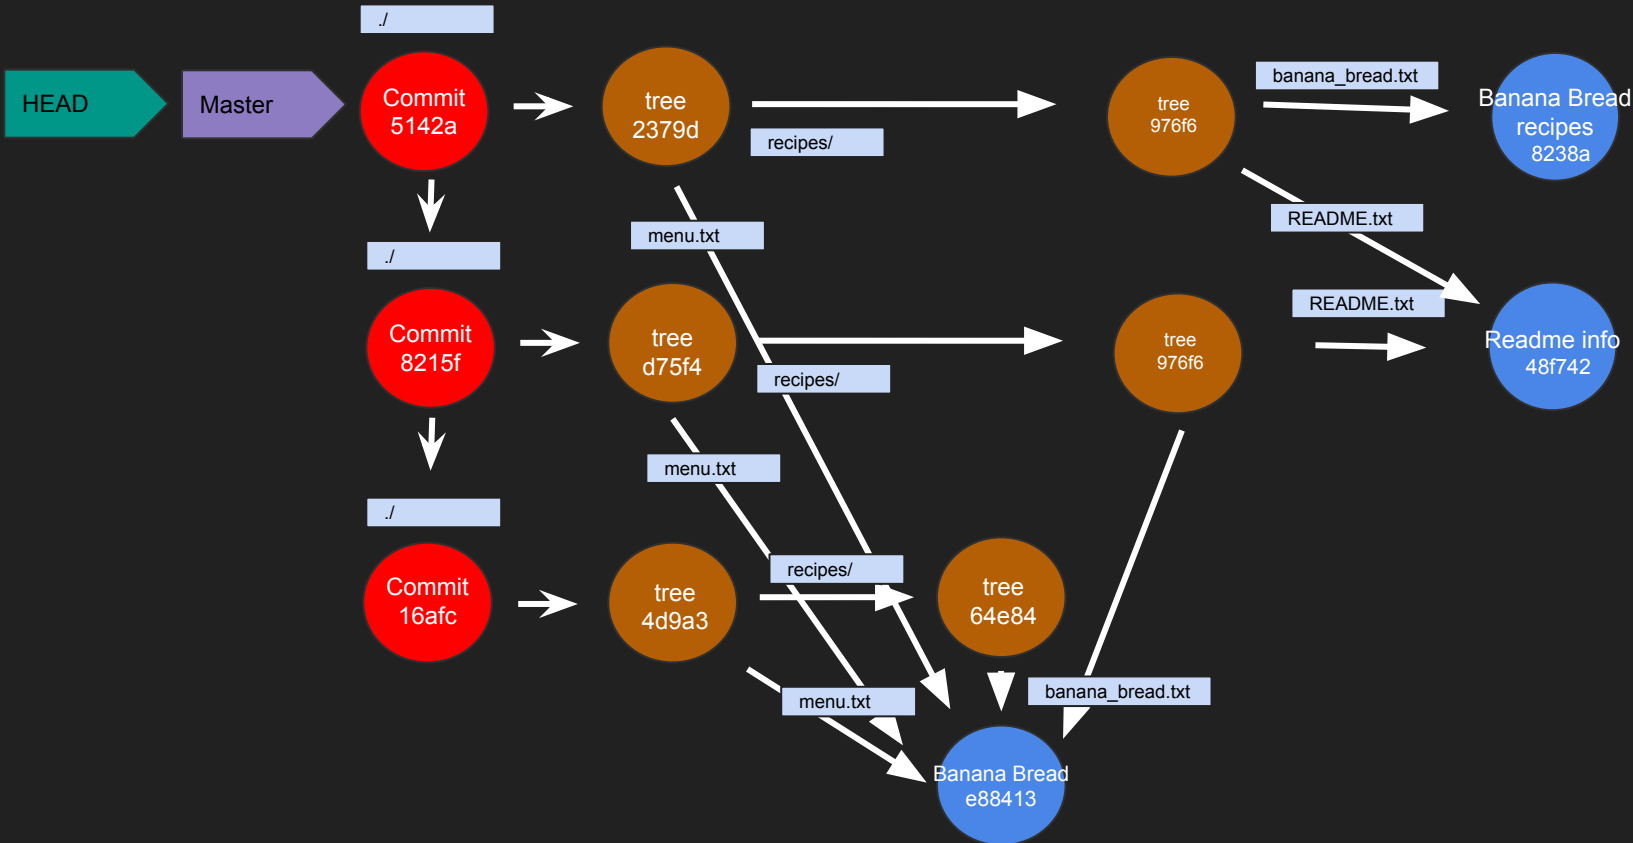 ./
HEAD
Master
Commit
5142a
tree
2379d
recipes/
tree
976f6
banana_bread.txt
Banana Bread
recipes
8238a
menu.txt
README.txt
./
Commit
8215f
tree
d75f4
recipes/
tree
976f6
README.txt
Readme info
48f742
menu.txt
./
Commit
16afc
tree
4d9a3
recipes/
tree
64e84
menu.txt
banana_bread.txt
Banana Bread
e88413